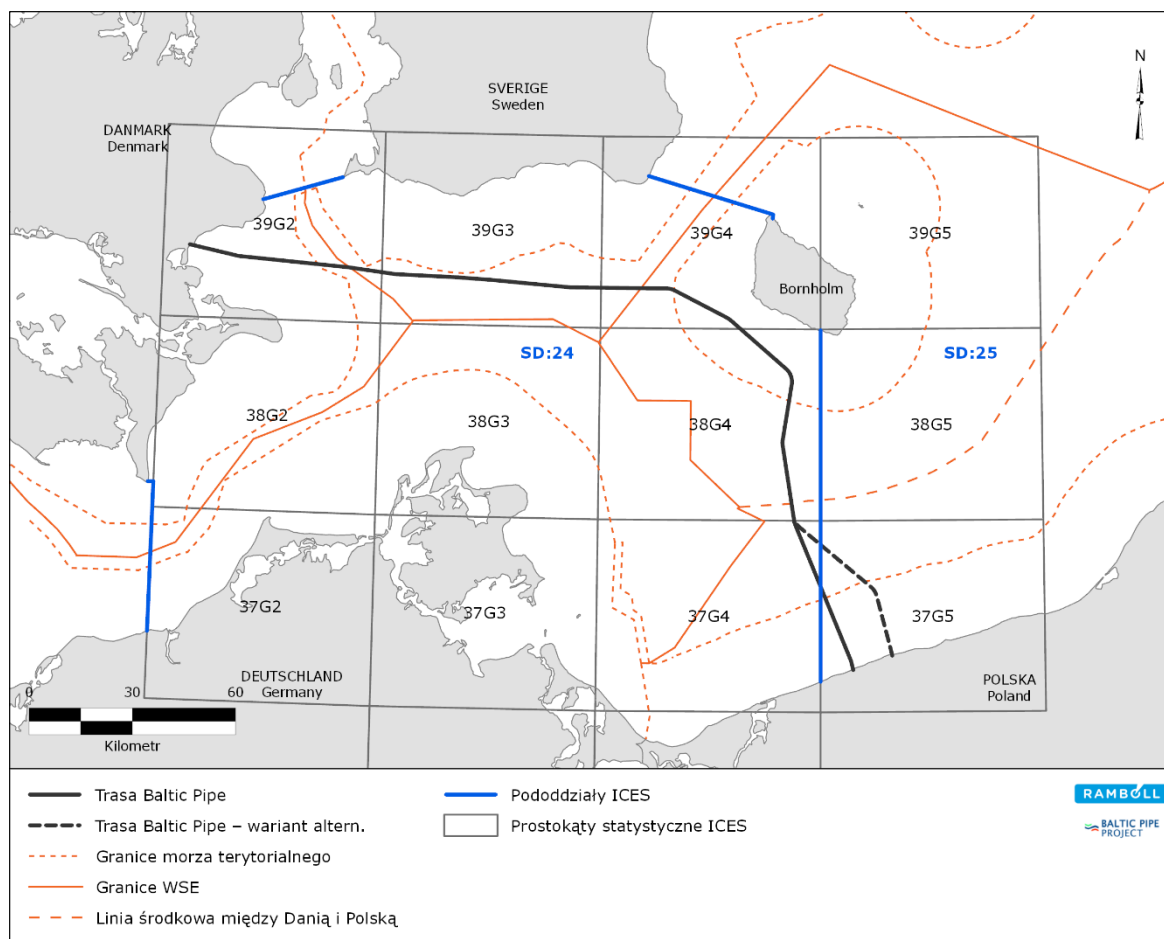 N
SVERIGE
Sweden
DANMARK
Denmark
39G2
39G3
39G4
39G5
Bornholm
SD:24
SD:25
38G2
38G3
38G4
38G5
37G2
37G3
37G4
37G5
DEUTSCHLAND
Germany
POLSKA
Poland
0 30 60
Kilometr
Trasa Baltic Pipe
Trasa Baltic Pipe – wariant altern.
Granice morza terytorialnego
Granice WSE
Linia środkowa między Danią i Polską
Pododdziały ICES
Prostokąty statystyczne ICES
RAMBOLL
BALTIC PIPE
PROJECT